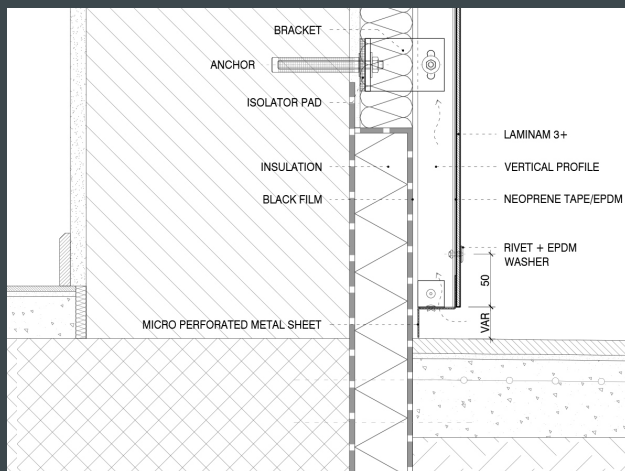 BRACKET
ANCHOR
ISOLATOR PAD
LAMINAM 3+
INSULATION
VERTICAL PROFILE
BLACK FILM
NEOPRENE TAPE/EPDM
RIVET + EPDM
WASHER
50
MICRO PERFORATED METAL SHEET
VAR